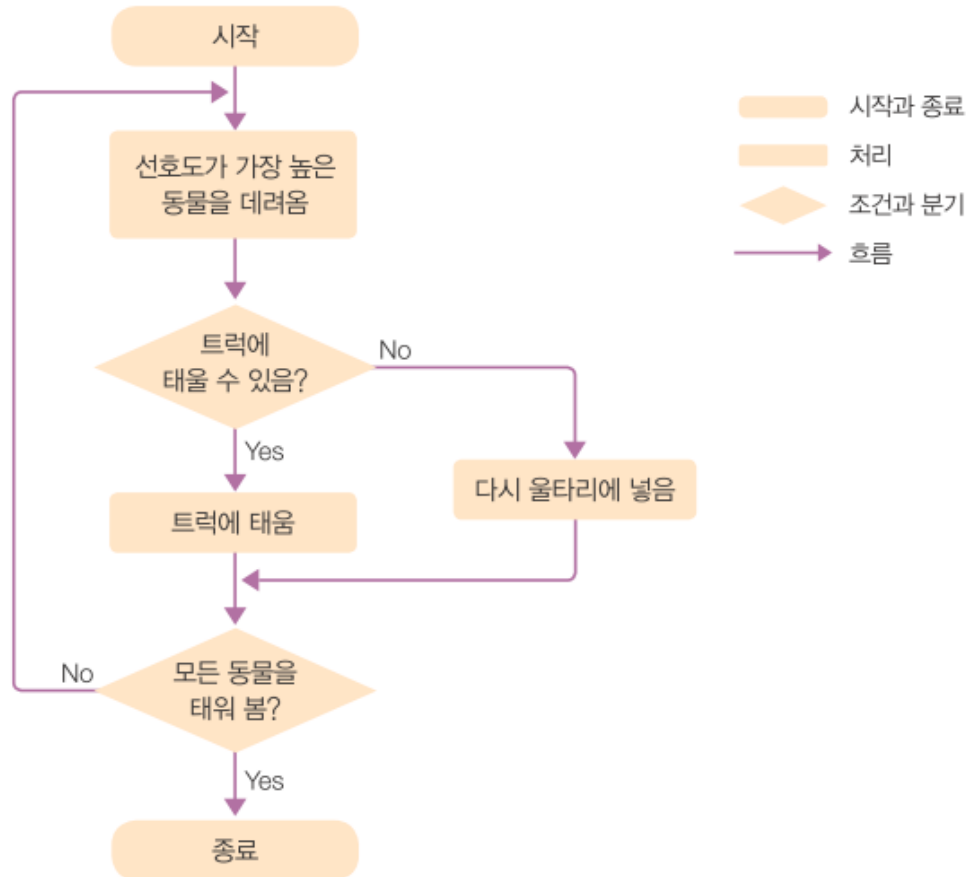 시작
선호도가 가장 높은
동물을 데려옴
트럭에
태울 수 있음?
No
Yes
다시 울타리에 넣음
트럭에 태움
모든 동물을
태워 봄?
No
Yes
종료
시작과 종료
처리
조건과 분기
흐름